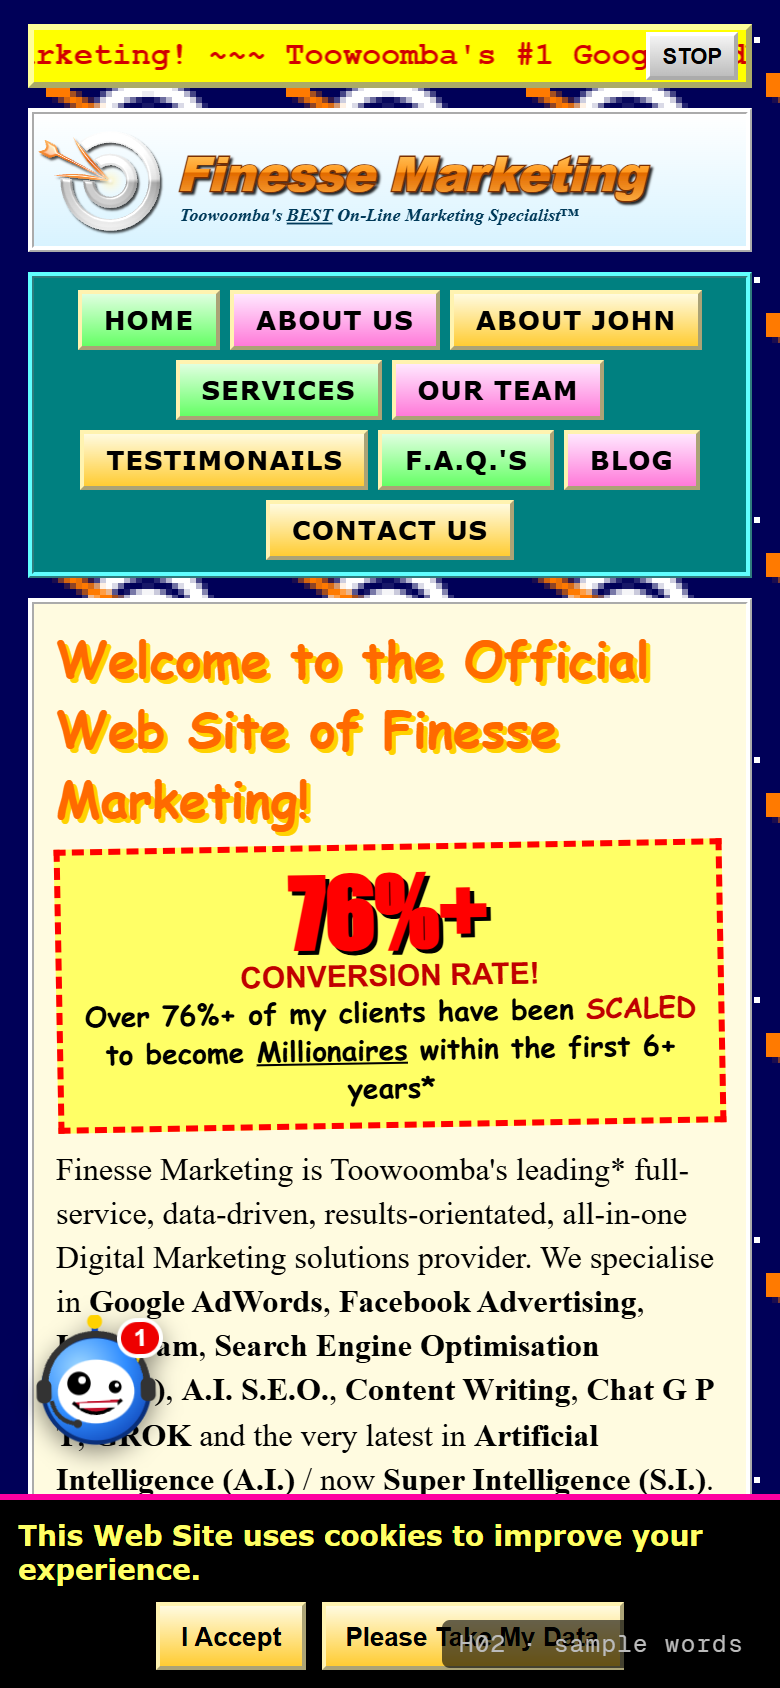 rketing! ~~~ Toowoomba's #1 Goog
STOP
Finesse Marketing
Toowoomba's BEST On-Line Marketing Specialist™
HOME
ABOUT US
ABOUT JOHN
SERVICES
OUR TEAM
TESTIMONAILS
F.A.Q.'S
BLOG
CONTACT US
Welcome to the Official
Web Site of Finesse
Marketing!
76%+
CONVERSION RATE!
Over 76%+ of my clients have been SCALED
to become Millionaires within the first 6+
years*
Finesse Marketing is Toowoomba's leading* full-
service, data-driven, results-orientated, all-in-one
Digital Marketing solutions provider. We specialise
in Google AdWords, Facebook Advertising,
am, Search Engine Optimisation
), A.I. S.E.O., Content Writing, Chat G P
GROK and the very latest in Artificial
Intelligence (A.I.) / now Super Intelligence (S.I.).
1
This Web Site uses cookies to improve your
experience.
I Accept
Please Take My Data
H02 · sample words